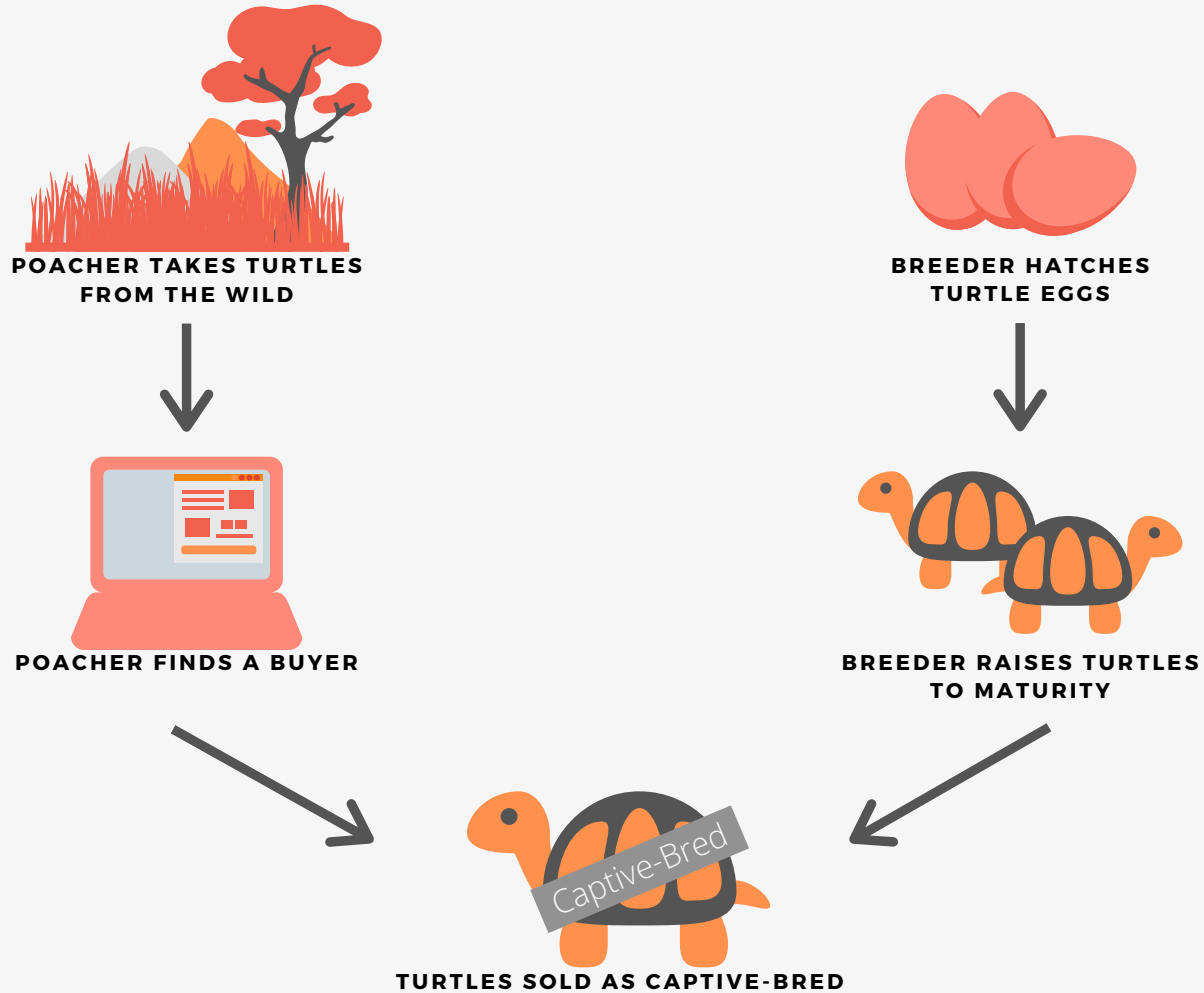 POACHER TAKES TURTLES
FROM THE WILD
BREEDER HATCHES
TURTLE EGGS
POACHER FINDS A BUYER
BREEDER RAISES TURTLES
TO MATURITY
Captive-Bred
TURTLES SOLD AS CAPTIVE-BRED